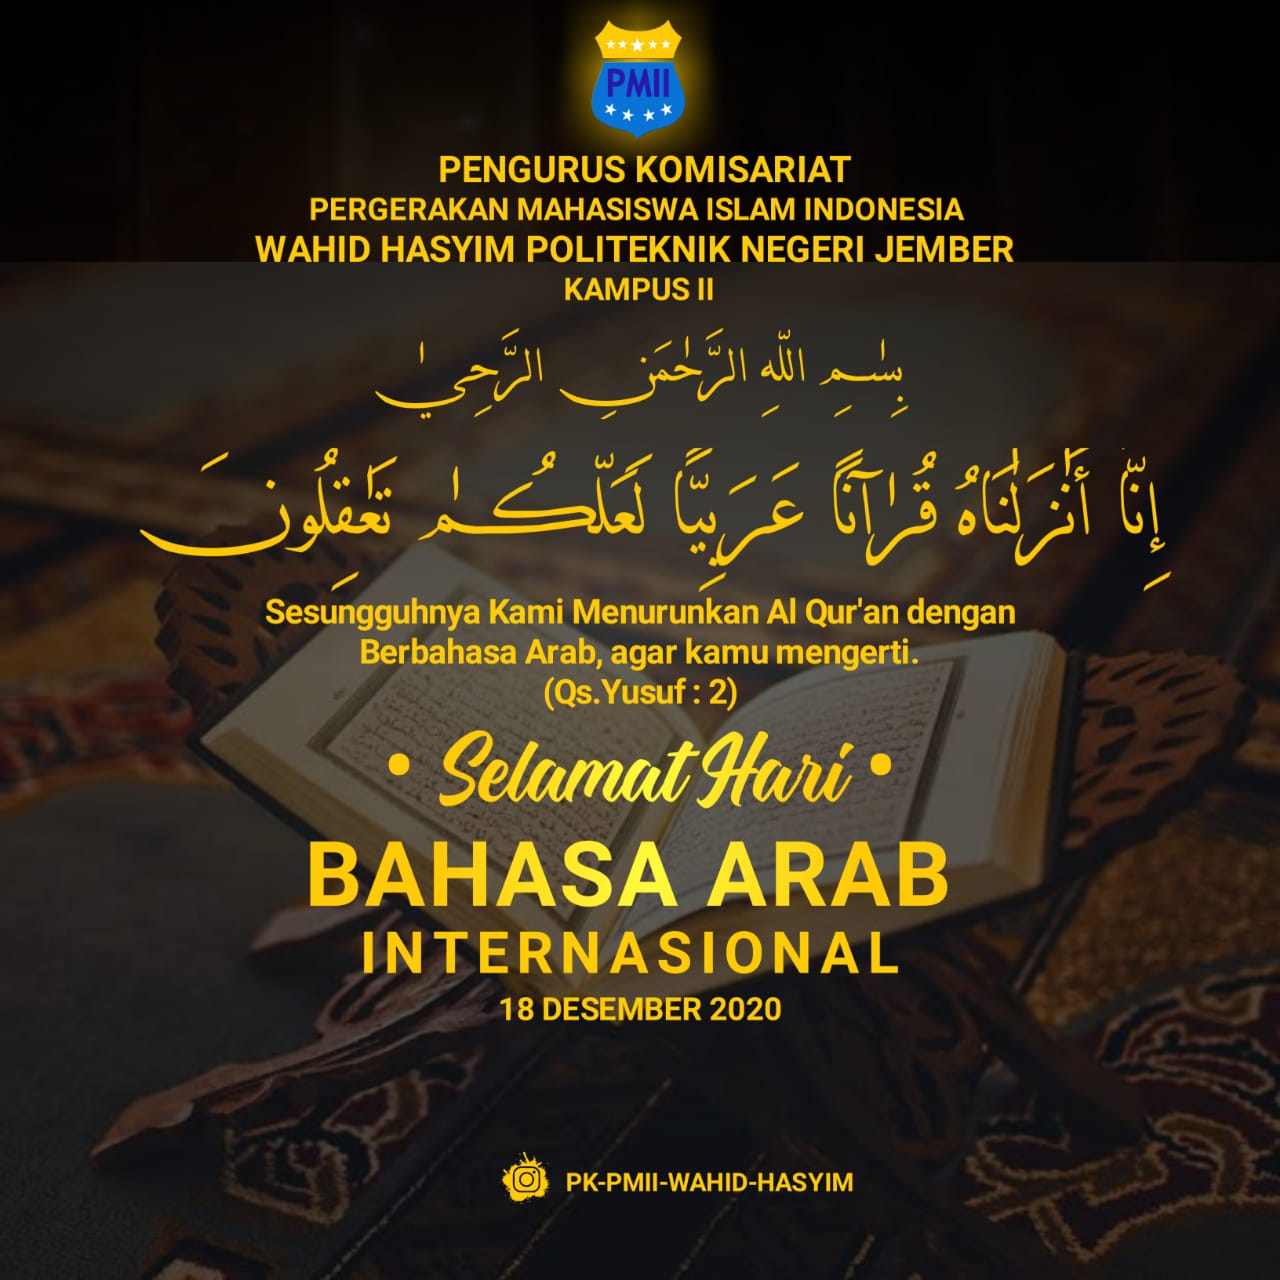 PMII
PENGURUS KOMISARIAT
PERGERAKAN MAHASISWA ISLAM INDONESIA
WAHID HASYIM POLITEKNIK NEGERI JEMBER
KAMPUS II
بِسْمِ اللّٰهِ الرَّحْمَنِ الرَّحِي
إِنَّا أَنْزَلْنَاهُ قُرْآنًا عَرَبِيًّا لَعَلَّكُمْ تَعْقِلُونَ
Sesungguhnya Kami Menurunkan Al Qur'an dengan
Berbahasa Arab, agar kamu mengerti.
(Qs.Yusuf : 2)
• Selamat Hari •
BAHASA ARAB
INTERNASIONAL
18 DESEMBER 2020
PK-PMII-WAHID-HASYIM